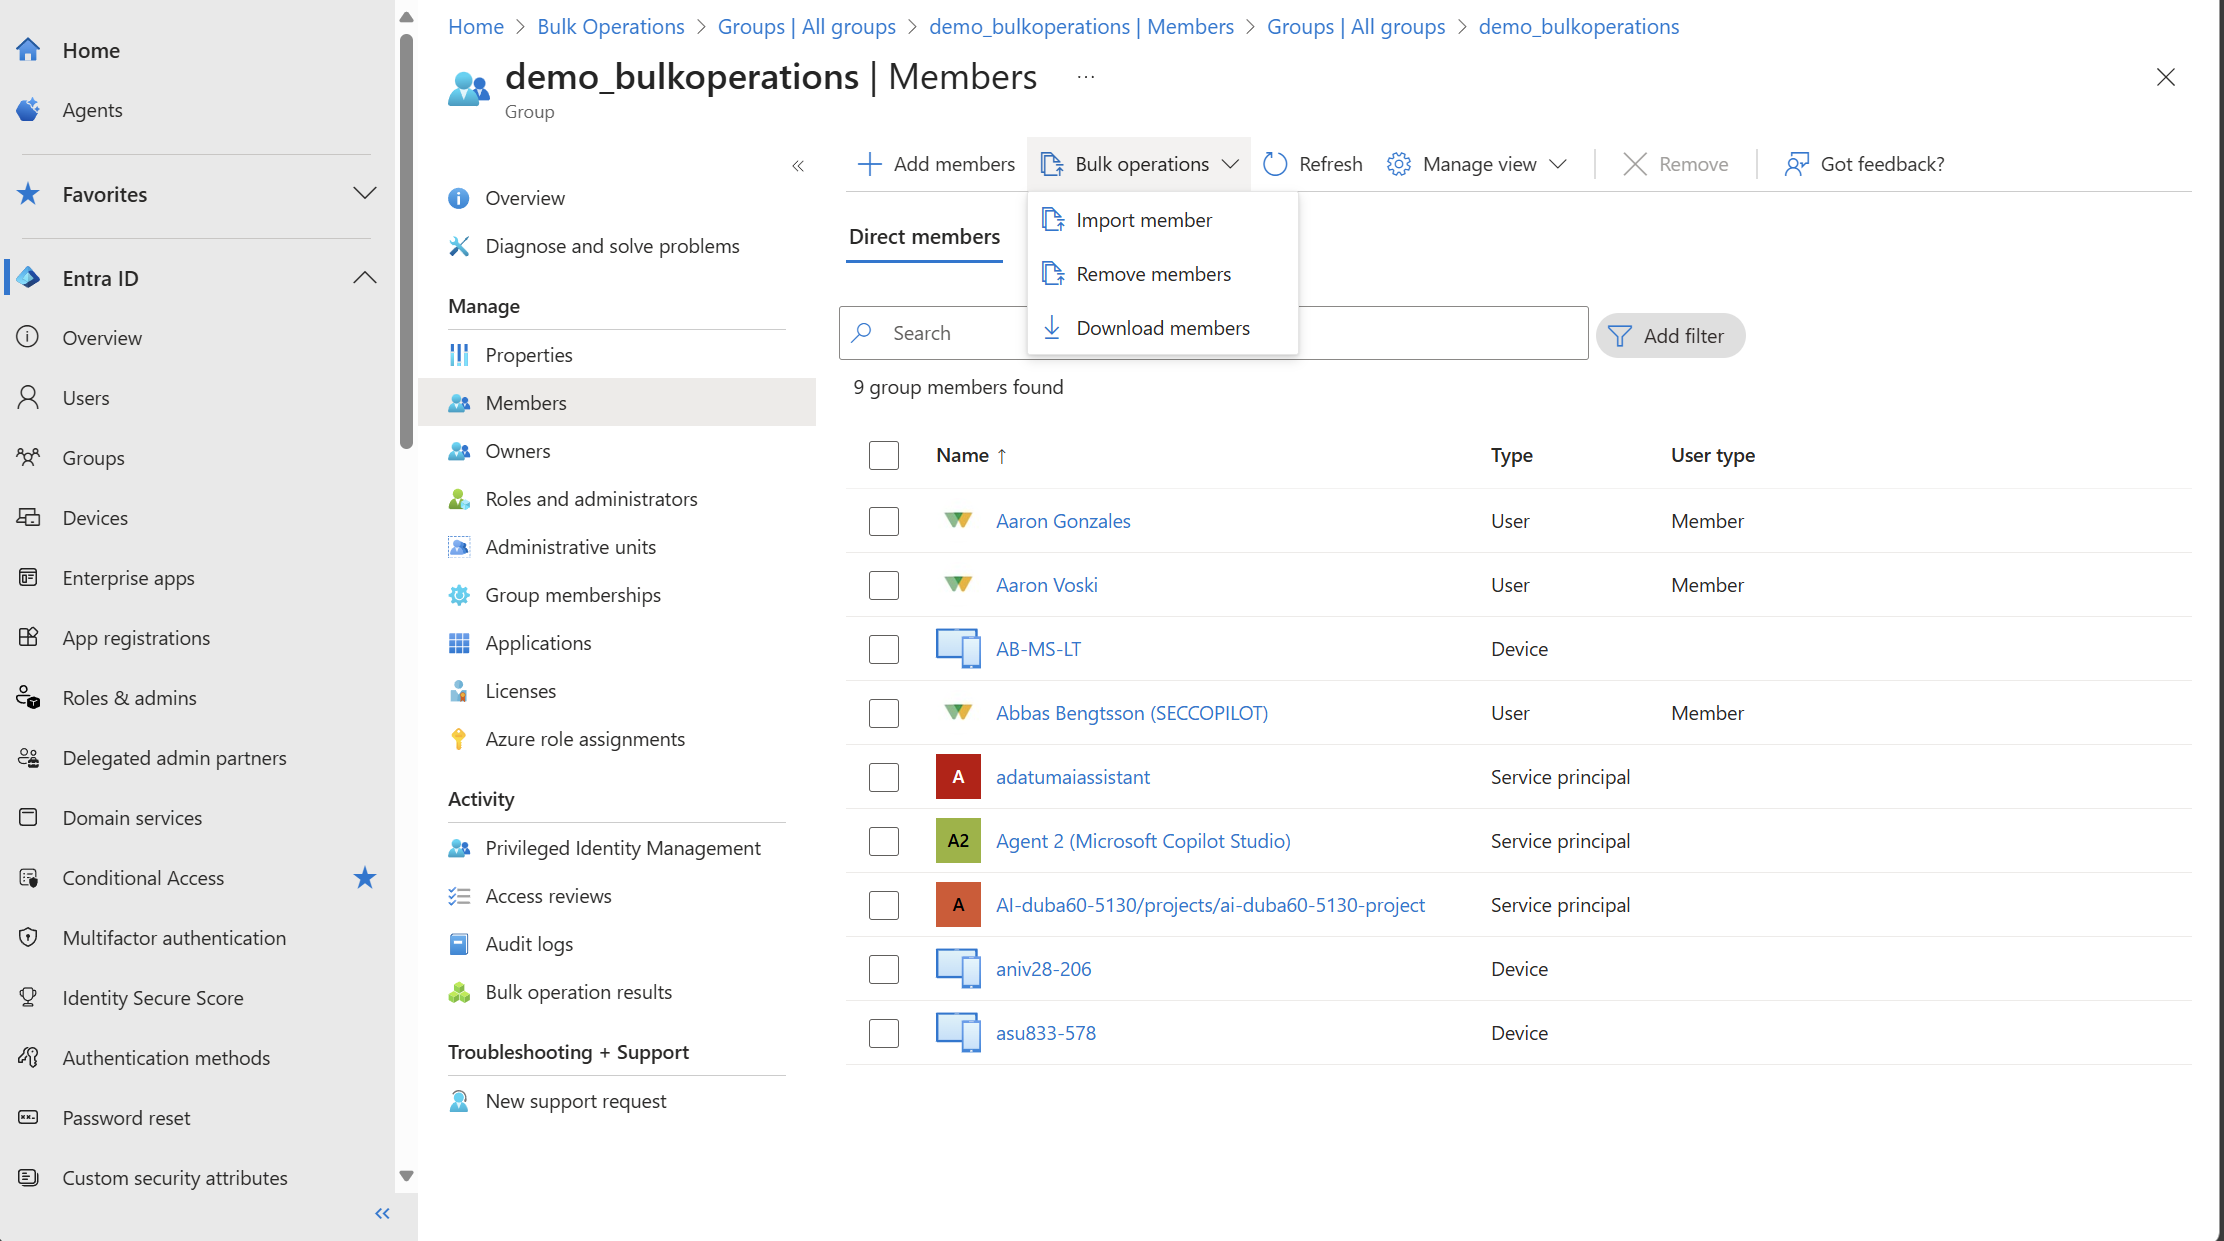 Home
Agents
Favorites
Entra ID
Overview
Users
Groups
Devices
Enterprise apps
App registrations
Roles & admins
Delegated admin partners
Domain services
Conditional Access
Multifactor authentication
Identity Secure Score
Authentication methods
Password reset
Custom security attributes
Home > Bulk Operations > Groups | All groups > demo_bulkoperations | Members > Groups | All groups > demo_bulkoperations
demo_bulkoperations | Members ...
Group
Overview
Diagnose and solve problems
Manage
Properties
Members
Owners
Roles and administrators
Administrative units
Group memberships
Applications
Licenses
Azure role assignments
Activity
Privileged Identity Management
Access reviews
Audit logs
Bulk operation results
Troubleshooting + Support
New support request
Add members Bulk operations Refresh Manage view Remove Got feedback?
Import member
Remove members
Download members
Direct members
Search Add filter
9 group members found
Name ↑ Type User type
Aaron Gonzales User Member
Aaron Voski User Member
AB-MS-LT Device
Abbas Bengtsson (SECCOPILOT) User Member
A adatumaiassistant Service principal
A2 Agent 2 (Microsoft Copilot Studio) Service principal
A AI-duba60-5130/projects/ai-duba60-5130-project Service principal
aniv28-206 Device
asu833-578 Device